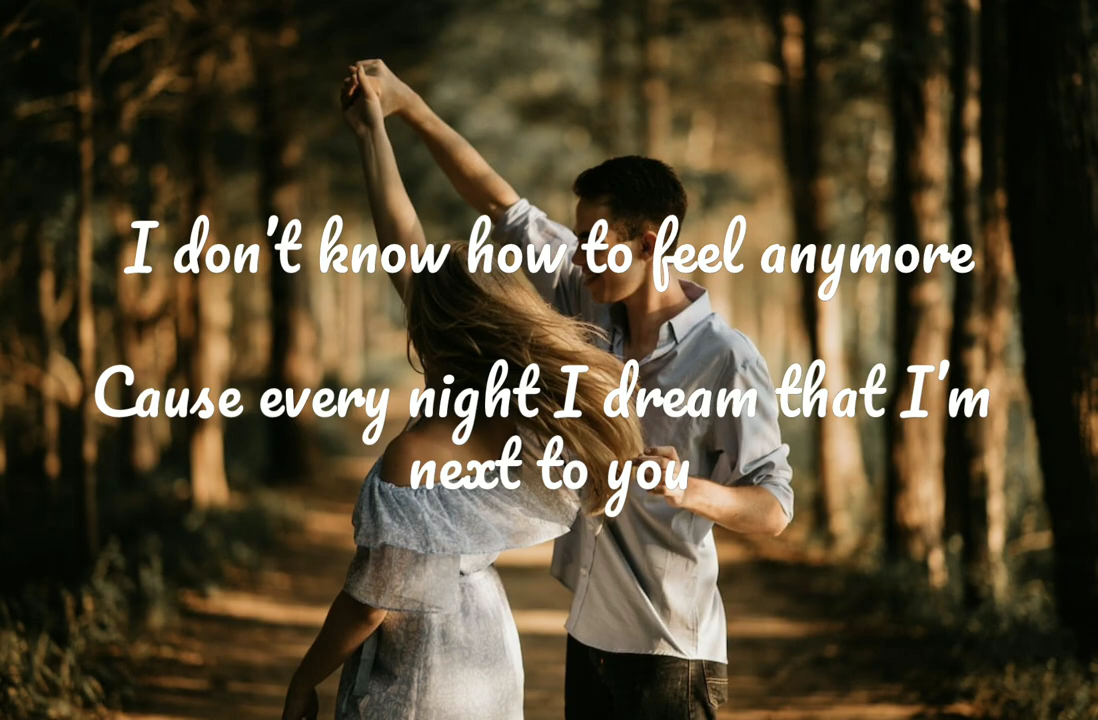 I don't know how to feel anymore
Cause every night I dream that I'm
next to you